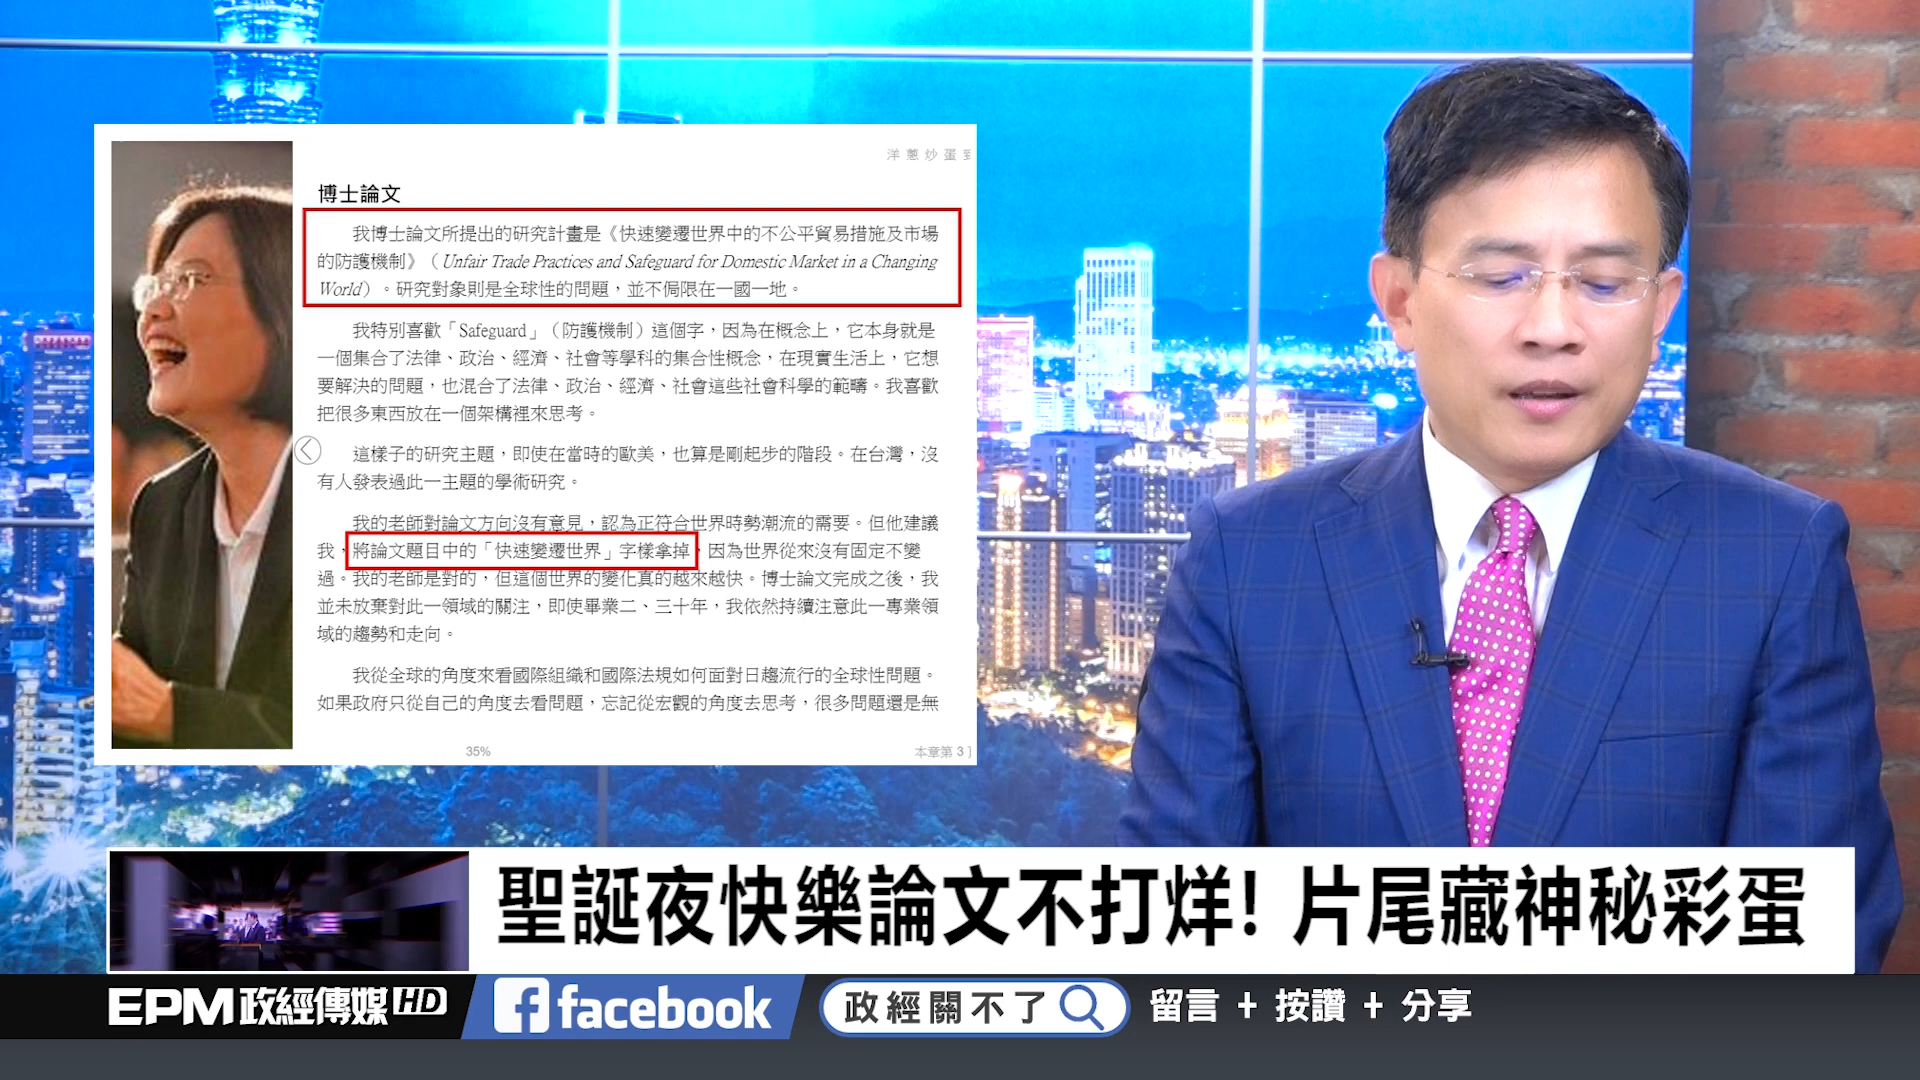 洋蔥炒蛋到
博士論文
我博士論文所提出的研究計畫是《快速變遷世界中的不公平貿易措施及市場
的防護機制》（Unfair Trade Practices and Safeguard for Domestic Market in a Changing
World）。研究對象則是全球性的問題，並不侷限在一國一地。
我特別喜歡「Safeguard」（防護機制）這個字，因為在概念上，它本身就是
一個集合了法律、政治、經濟、社會等學科的集合性概念，在現實生活上，它想
要解決的問題，也混合了法律、政治、經濟、社會這些社會科學的範疇。我喜歡
把很多東西放在一個架構裡來思考。
這樣子的研究主題，即使在當時的歐美，也算是剛起步的階段。在台灣，沒
有人發表過此一主題的學術研究。
我的老師對論文方向沒有意見，認為正符合世界時勢潮流的需要。但他建議
我，將論文題目中的「快速變遷世界」字樣拿掉，因為世界從來沒有固定不變
過。我的老師是對的，但這個世界的變化真的越來越快。博士論文完成之後，我
並未放棄對此一領域的關注，即使畢業二、三十年，我依然持續注意此一專業領
域的趨勢和走向。
我從全球的角度來看國際組織和國際法規如何面對日趨流行的全球性問題。
如果政府只從自己的角度去看問題，忘記從宏觀的角度去思考，很多問題還是無
35%
本章第 3
聖誕夜快樂論文不打烊! 片尾藏神秘彩蛋
EPM政經傳媒HD
facebook
政經關不了
留言 + 按讚 + 分享